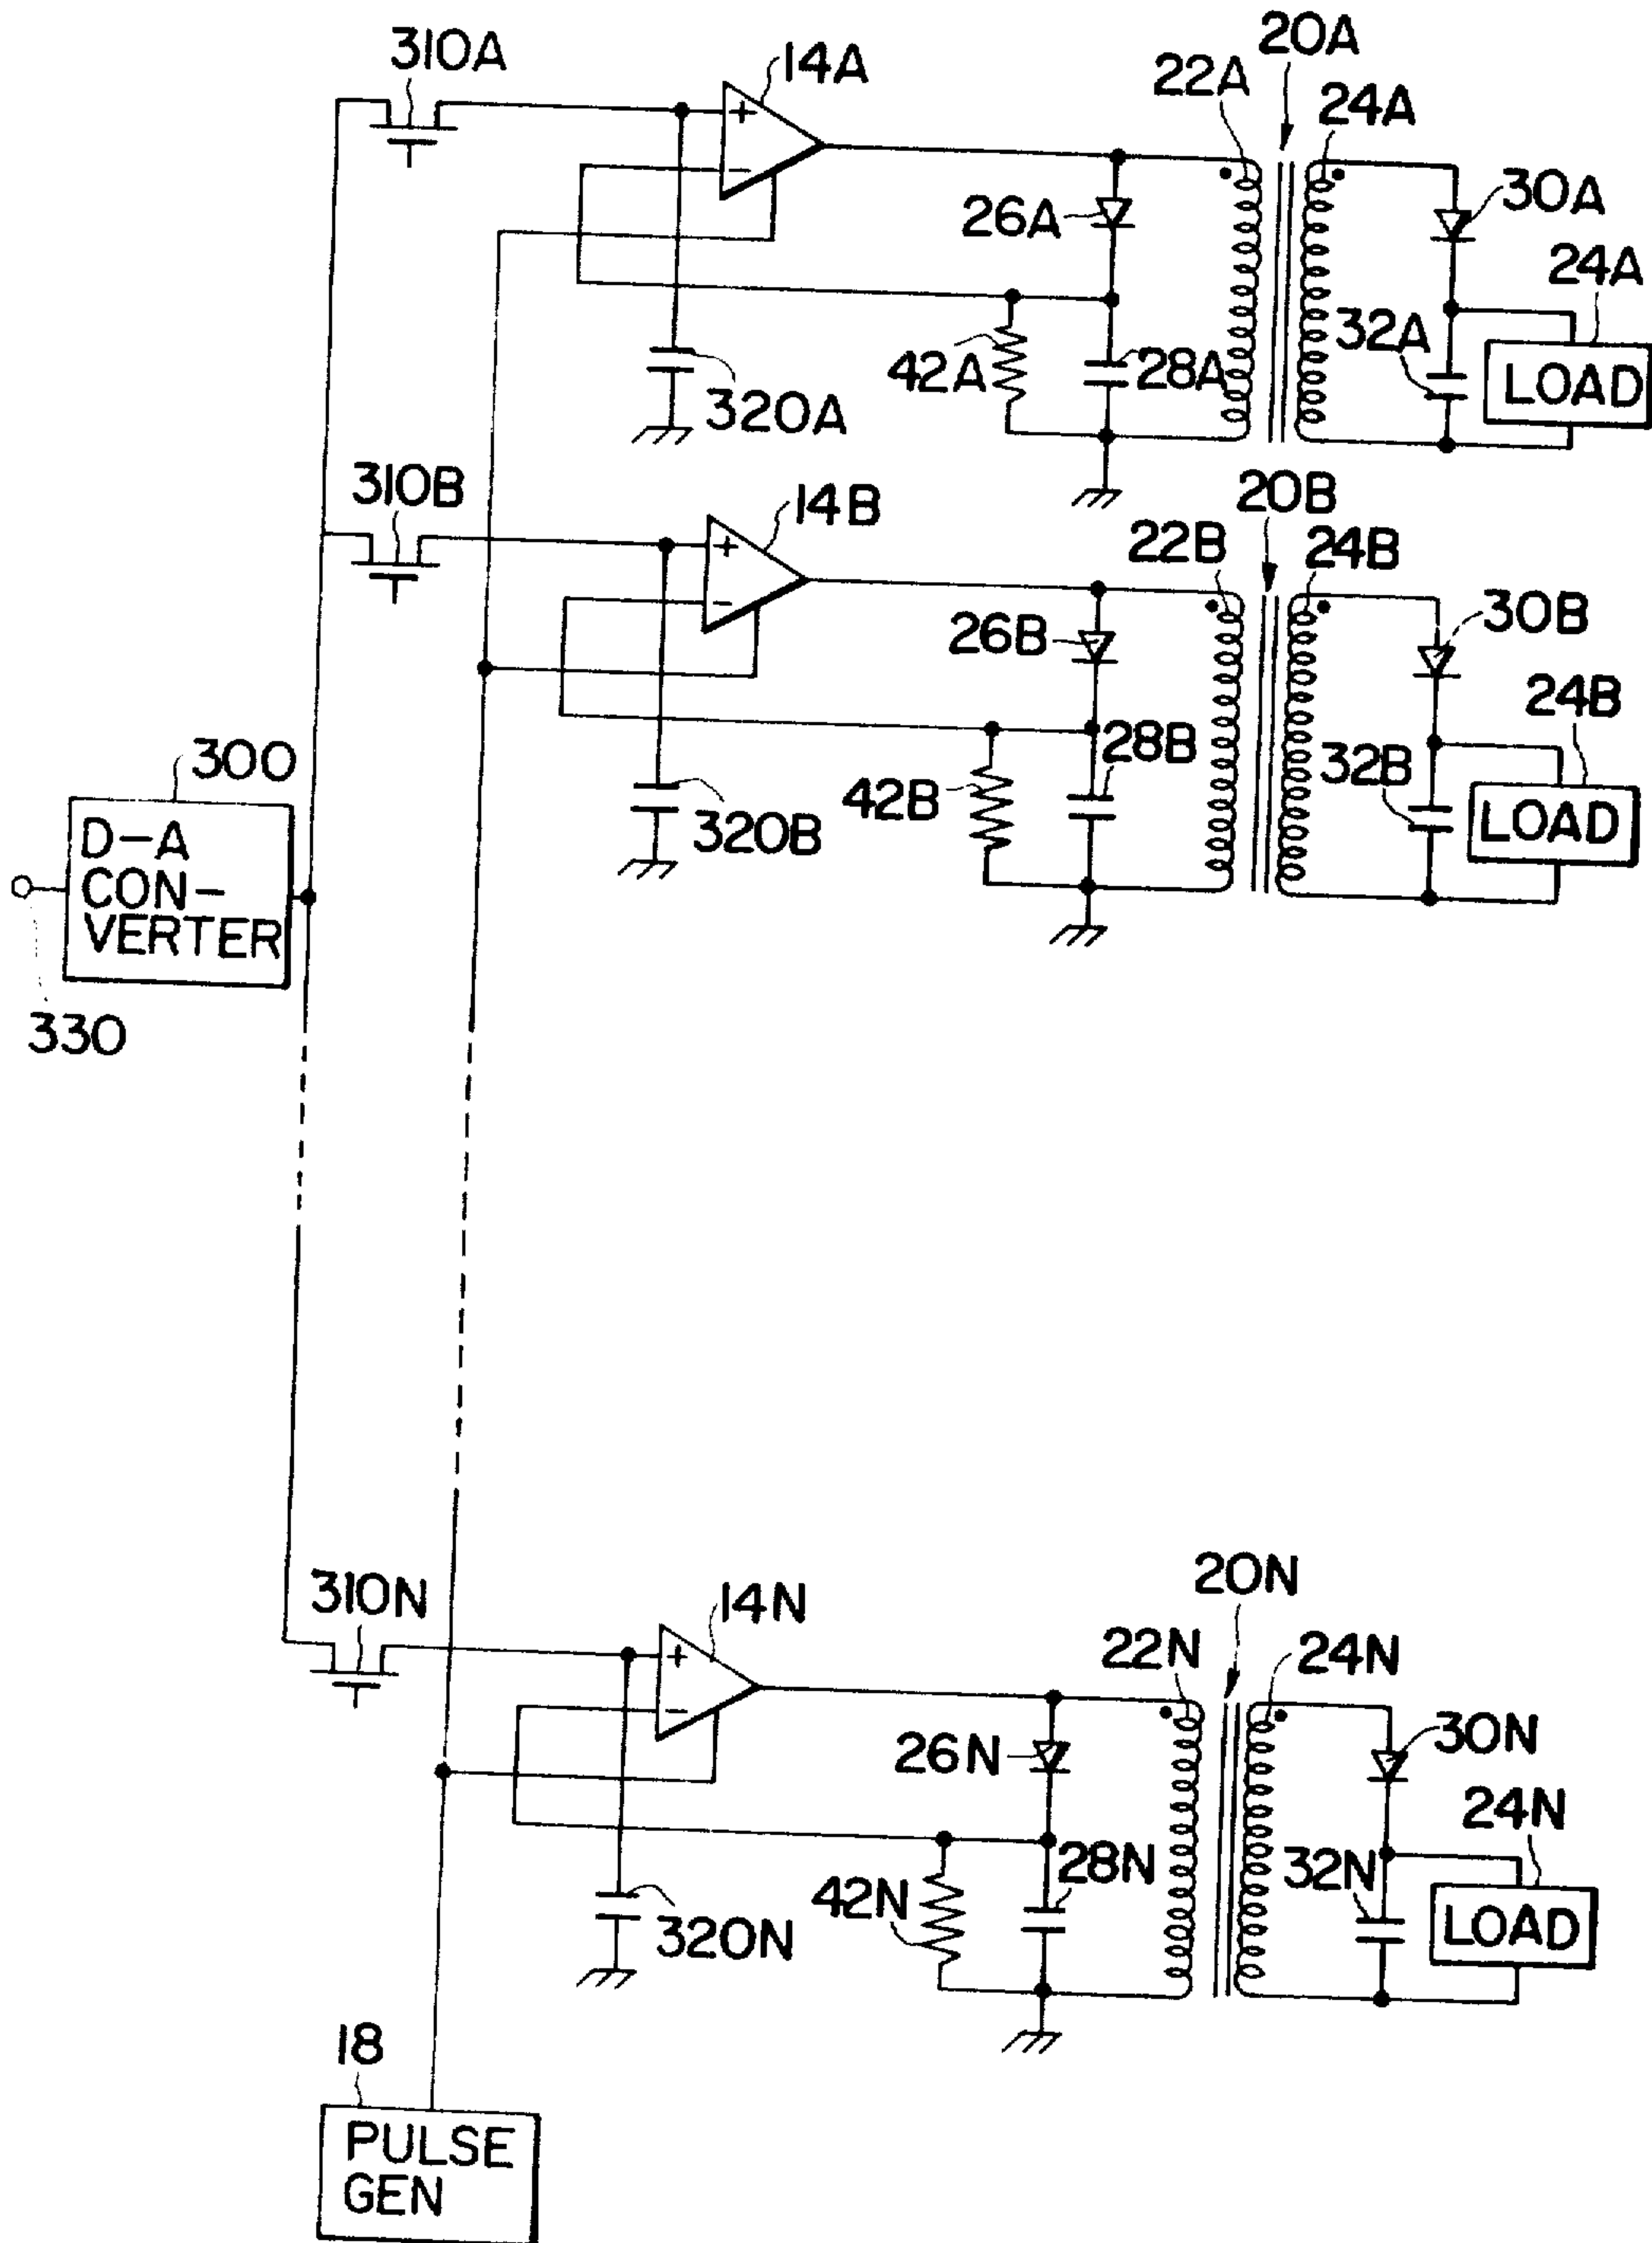 310A
14A
20A
22A
24A
+
-
26A
30A
24A
42A
28A
32A
LOAD
320A
310B
14B
20B
22B
24B
+
-
26B
30B
24B
300
28B
32B
42B
LOAD
320B
D-A
CON-
VERTER
330
310N
14N
20N
22N
24N
+
-
26N
30N
24N
28N
32N
42N
LOAD
320N
18
PULSE
GEN